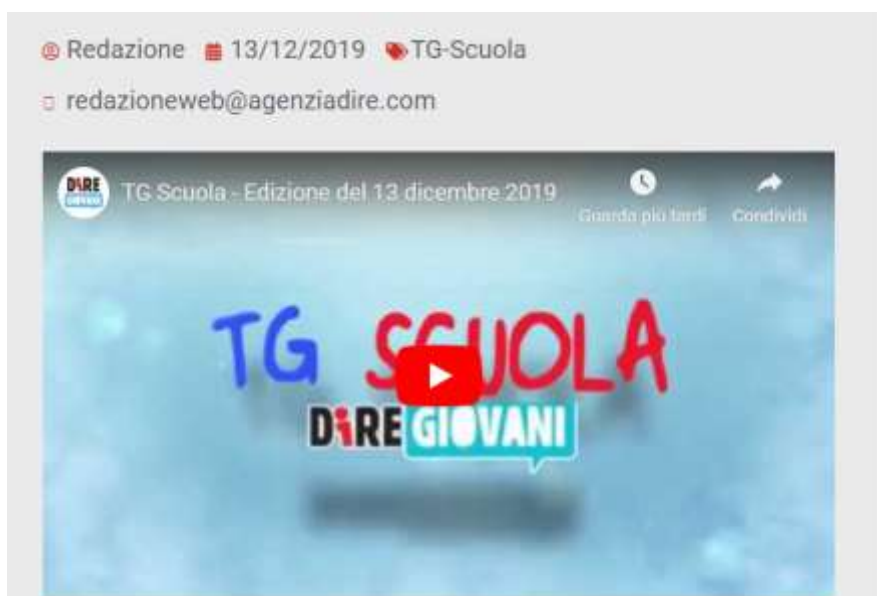 Redazione 13/12/2019 TG-Scuola
redazioneweb@agenziadire.com
DIRE GIOVANI
TG Scuola - Edizione del 13 dicembre 2019
Guarda più tardi Condividi
TG SCUOLA
DIRE GIOVANI